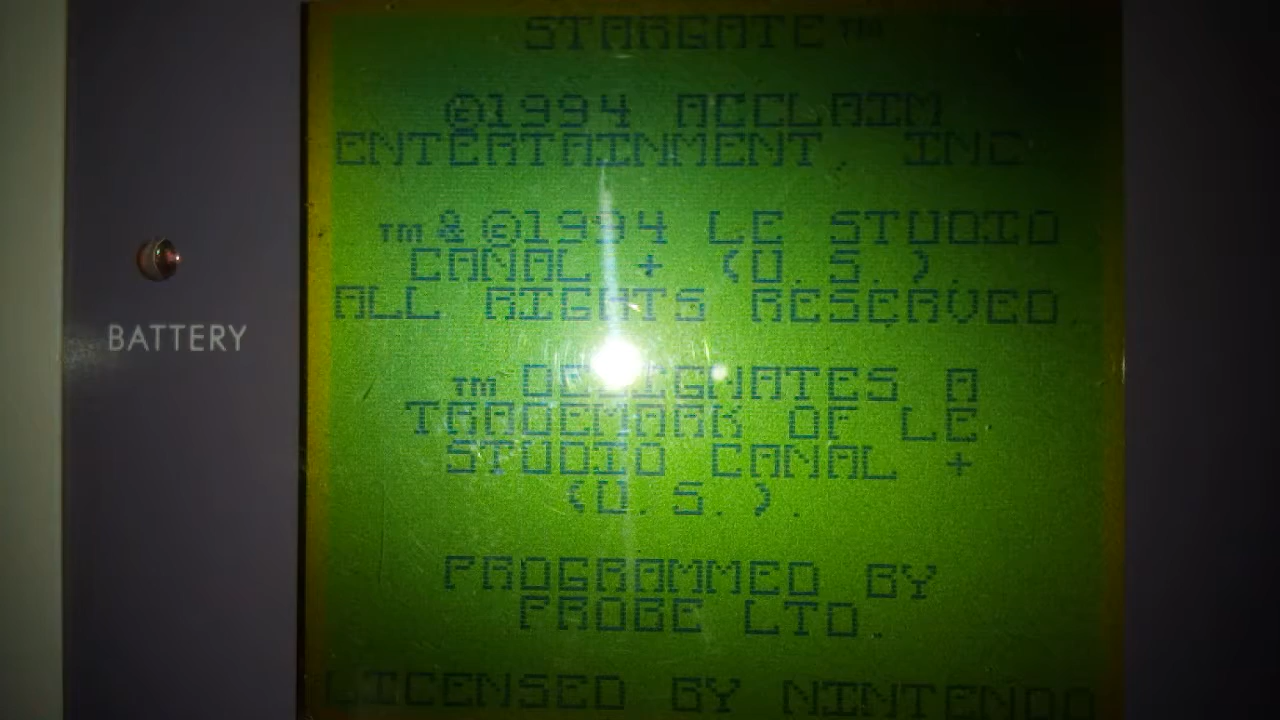 STARGATE™
©1994 ACCLAIM
ENTERTAINMENT, INC.
™ & ©1994 LE STUDIO
CANAL + (U.S.).
ALL RIGHTS RESERVED.
BATTERY
™ DESIGNATES A
TRADEMARK OF LE
STUDIO CANAL +
(U.S.).
PROGRAMMED BY
PROBE LTD.
LICENSED BY NINTENDO